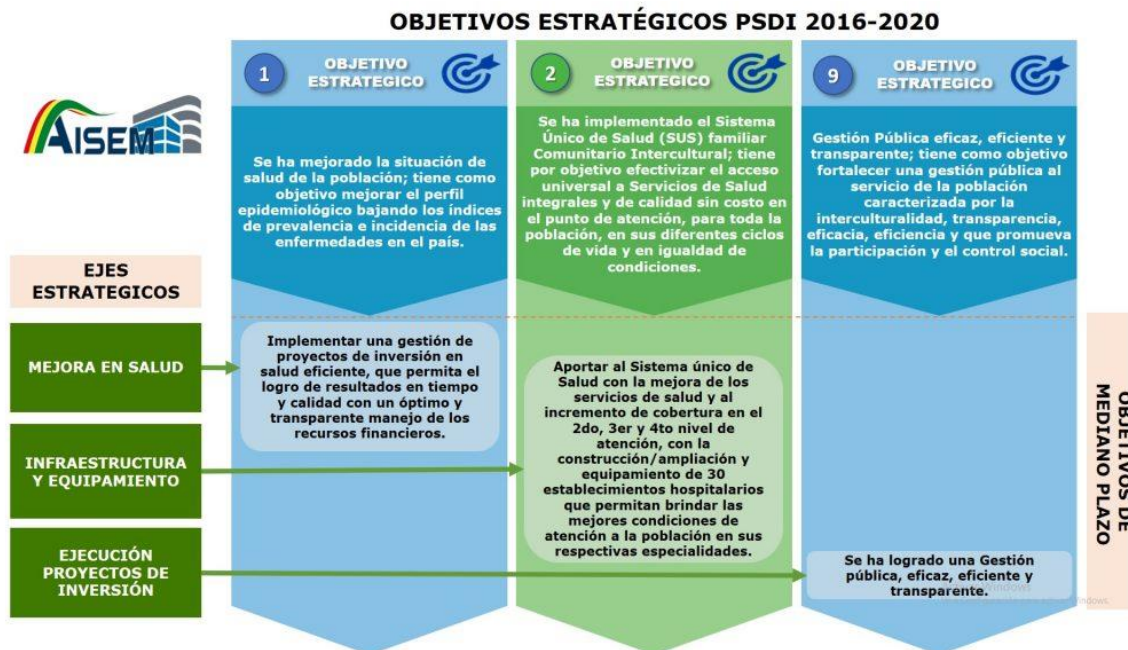 OBJETIVOS ESTRATÉGICOS PSDI 2016-2020
AISEM
1
OBJETIVO
ESTRATEGICO
Se ha mejorado la situación de
salud de la población; tiene como
objetivo mejorar el perfil
epidemiológico bajando los índices
de prevalencia e incidencia de las
enfermedades en el país.
2
OBJETIVO
ESTRATEGICO
Se ha implementado el Sistema
Único de Salud (SUS) familiar
Comunitario Intercultural; tiene
por objetivo efectivizar el acceso
universal a Servicios de Salud
integrales y de calidad sin costo en
el punto de atención, para toda la
población, en sus diferentes ciclos
de vida y en igualdad de
condiciones.
9
OBJETIVO
ESTRATEGICO
Gestión Pública eficaz, eficiente y
transparente; tiene como objetivo
fortalecer una gestión pública al
servicio de la población
caracterizada por la
interculturalidad, transparencia,
eficacia, eficiencia y que promueva
la participación y el control social.
EJES
ESTRATEGICOS
MEJORA EN SALUD
Implementar una gestión de
proyectos de inversión en
salud eficiente, que permita el
logro de resultados en tiempo
y calidad con un óptimo y
transparente manejo de los
recursos financieros.
INFRAESTRUCTURA
Y EQUIPAMIENTO
Aportar al Sistema único de
Salud con la mejora de los
servicios de salud y al
incremento de cobertura en el
2do, 3er y 4to nivel de
atención, con la
construcción/ampliación y
equipamiento de 30
establecimientos hospitalarios
que permitan brindar las
mejores condiciones de
atención a la población en sus
respectivas especialidades.
EJECUCIÓN
PROYECTOS DE
INVERSIÓN
Se ha logrado una Gestión
pública, eficaz, eficiente y
transparente.
OBJETIVOS DE
MEDIANO PLAZO